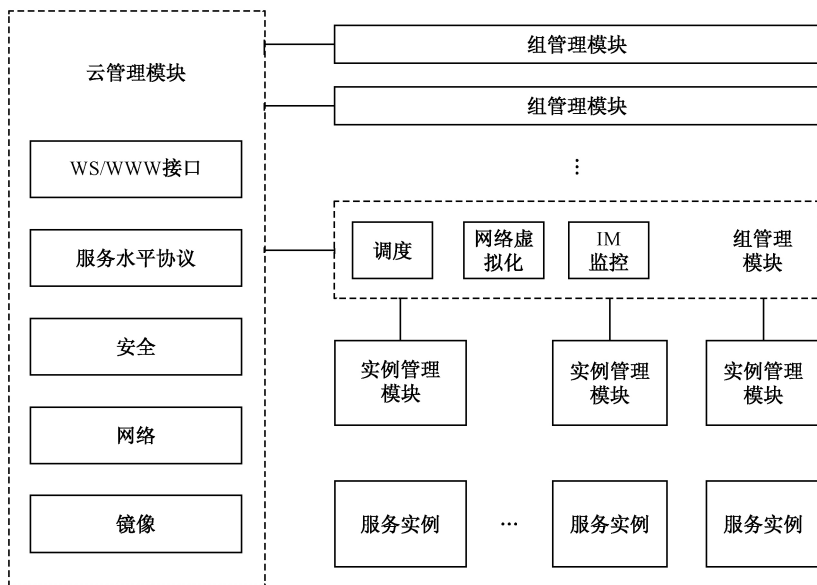 云管理模块
WS/WWW接口
服务水平协议
安全
网络
镜像
组管理模块
组管理模块
⋮
调度
网络虚
拟化
IM
监控
组管理
模块
实例管理
模块
实例管理
模块
实例管理
模块
服务实例
…
服务实例
服务实例